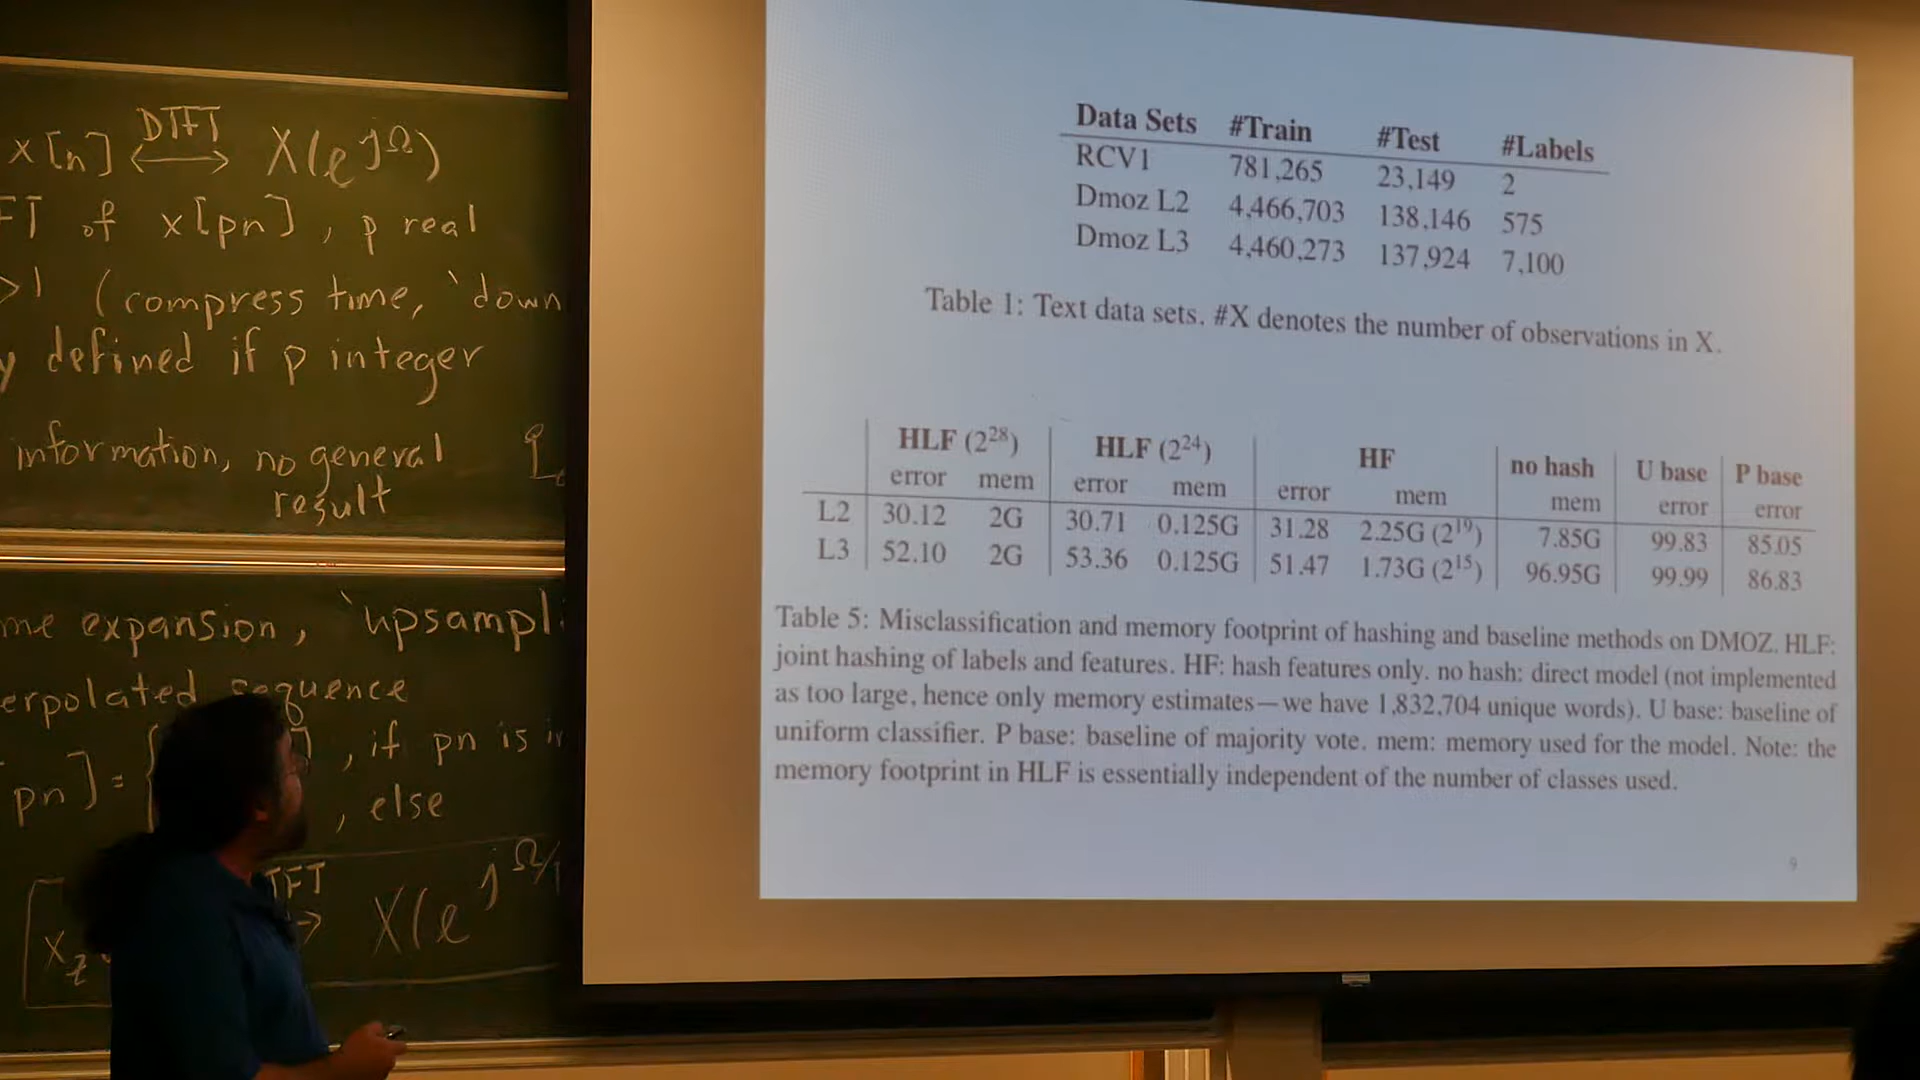 x[n] DTFT ⟷ X(e^{jΩ})
of x[pn], p real
>1 (compress time, `down
defined if p integer
information, no general
result
expansion, `upsampl
sequence
, if pn is
pn] = {
, else
X(e^{jΩ/
Data Sets #Train #Test #Labels
RCV1 781,265 23,149 2
Dmoz L2 4,466,703 138,146 575
Dmoz L3 4,460,273 137,924 7,100
Table 1: Text data sets. #X denotes the number of observations in X.
HLF (2^{28}) HLF (2^{24}) HF no hash U base P base
error mem error mem error mem mem error error
L2 30.12 2G 30.71 0.125G 31.28 2.25G (2^{19}) 7.85G 99.83 85.05
L3 52.10 2G 53.36 0.125G 51.47 1.73G (2^{15}) 96.95G 99.99 86.83
Table 5: Misclassification and memory footprint of hashing and baseline methods on DMOZ. HLF:
joint hashing of labels and features. HF: hash features only. no hash: direct model (not implemented
as too large, hence only memory estimates—we have 1,832,704 unique words). U base: baseline of
uniform classifier. P base: baseline of majority vote. mem: memory used for the model. Note: the
memory footprint in HLF is essentially independent of the number of classes used.
9